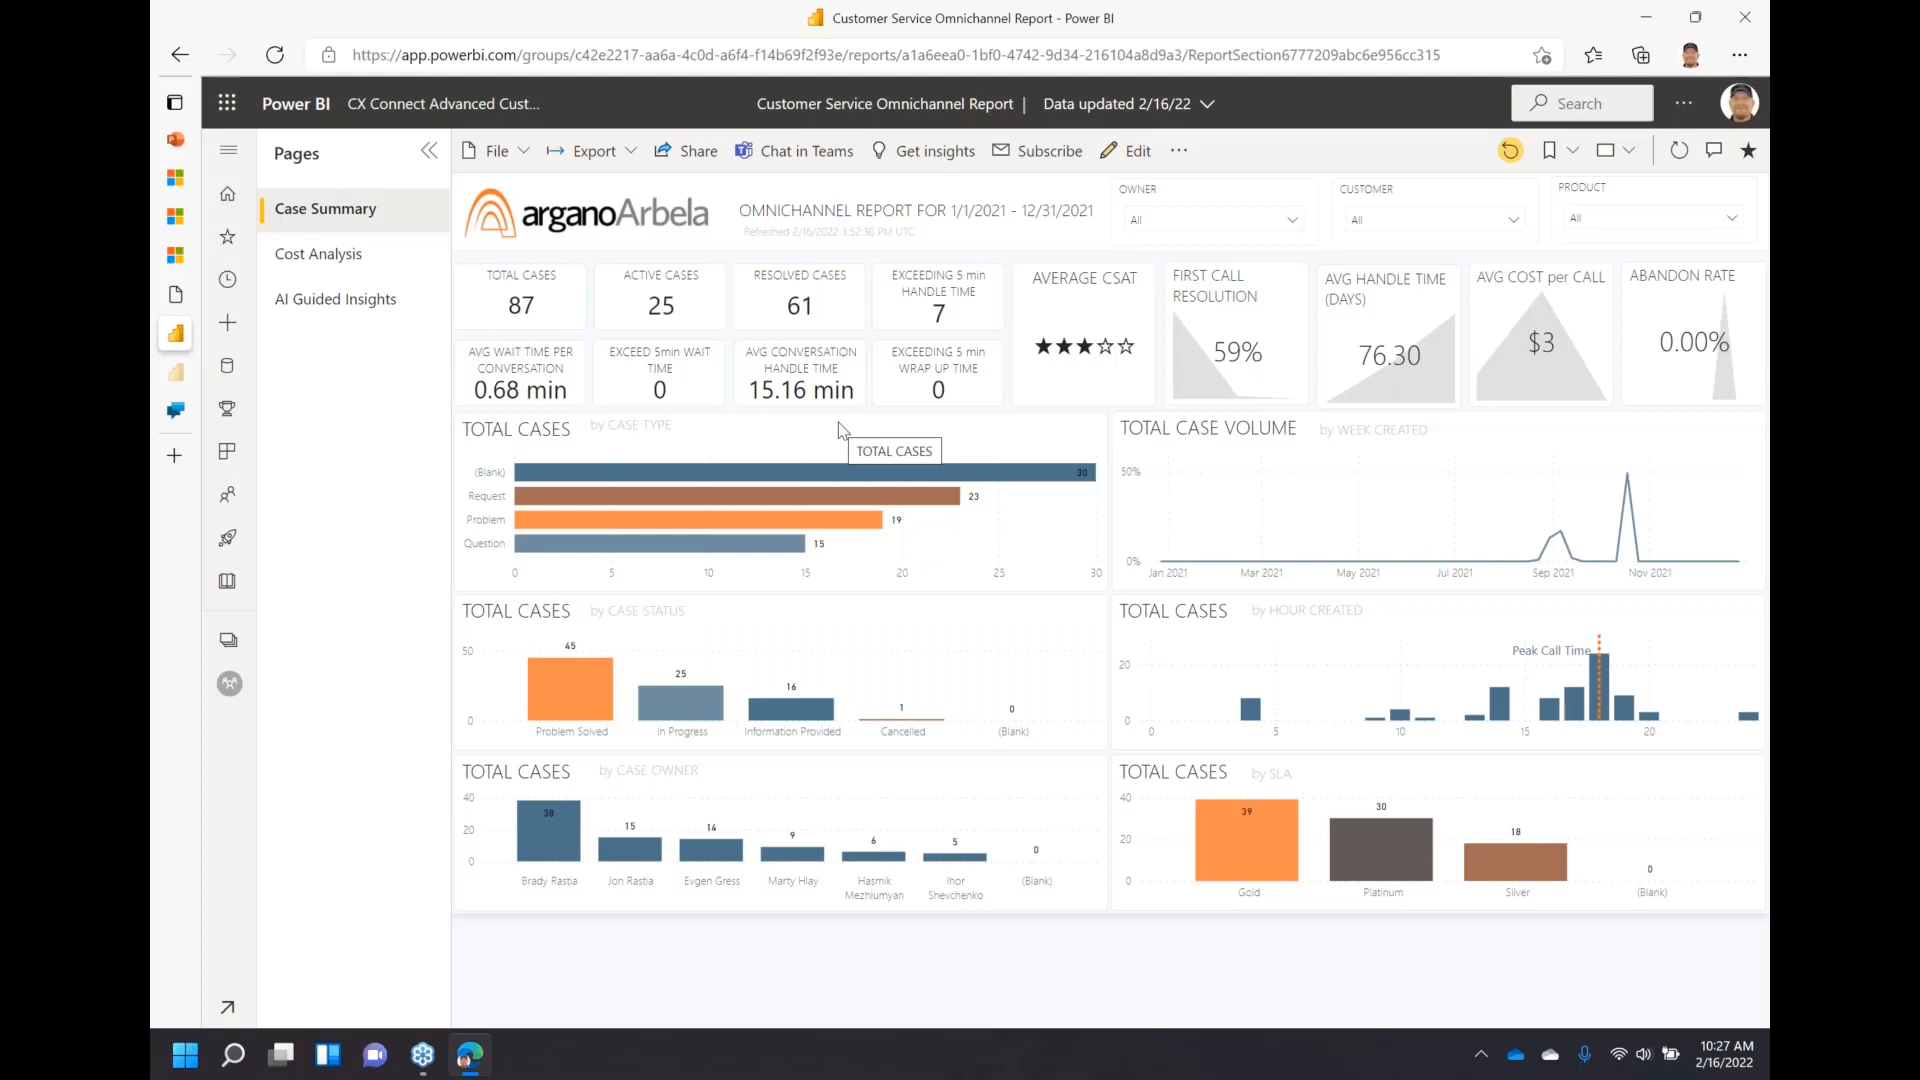 Customer Service Omnichannel Report - Power BI
https://app.powerbi.com/groups/c42e2217-aa6a-4c0d-a6f4-f14b69f2f93e/reports/a1a6eea0-1bf0-4742-9d34-216104a8d9a3/ReportSection6777209abc6e956cc315
Power BI CX Connect Advanced Cust... Customer Service Omnichannel Report | Data updated 2/16/22 Search
Pages
File Export Share Chat in Teams Get insights Subscribe Edit
Case Summary
Cost Analysis
AI Guided Insights
arganoArbela
OMNICHANNEL REPORT FOR 1/1/2021 - 12/31/2021
Refreshed 2/16/2022 3:52:30 PM UTC
OWNER
All
CUSTOMER
All
PRODUCT
All
TOTAL CASES
87
ACTIVE CASES
25
RESOLVED CASES
61
EXCEEDING 5 min
HANDLE TIME
7
AVG WAIT TIME PER
CONVERSATION
0.68 min
EXCEED 5min WAIT
TIME
0
AVG CONVERSATION
HANDLE TIME
15.16 min
EXCEEDING 5 min
WRAP UP TIME
0
AVERAGE CSAT
★★★☆☆
FIRST CALL
RESOLUTION
59%
AVG HANDLE TIME
(DAYS)
76.30
AVG COST per CALL
$3
ABANDON RATE
0.00%
TOTAL CASES by CASE TYPE
TOTAL CASES
(Blank) 30
Request 23
Problem 19
Question 15
0 5 10 15 20 25 30
TOTAL CASE VOLUME by WEEK CREATED
50%
0%
Jan 2021 Mar 2021 May 2021 Jul 2021 Sep 2021 Nov 2021
TOTAL CASES by CASE STATUS
50
0
45 25 16 1 0
Problem Solved In Progress Information Provided Cancelled (Blank)
TOTAL CASES by HOUR CREATED
Peak Call Time
20
0
0 5 10 15 20
TOTAL CASES by CASE OWNER
40
20
0
38 15 14 9 6 5 0
Brady Rastia Jon Rastia Evgen Gress Marty Hlay Hasmik Ihor (Blank)
Mezhlumyan Shevchenko
TOTAL CASES by SLA
40
20
0
39 30 18 0
Gold Platinum Silver (Blank)
10:27 AM
2/16/2022